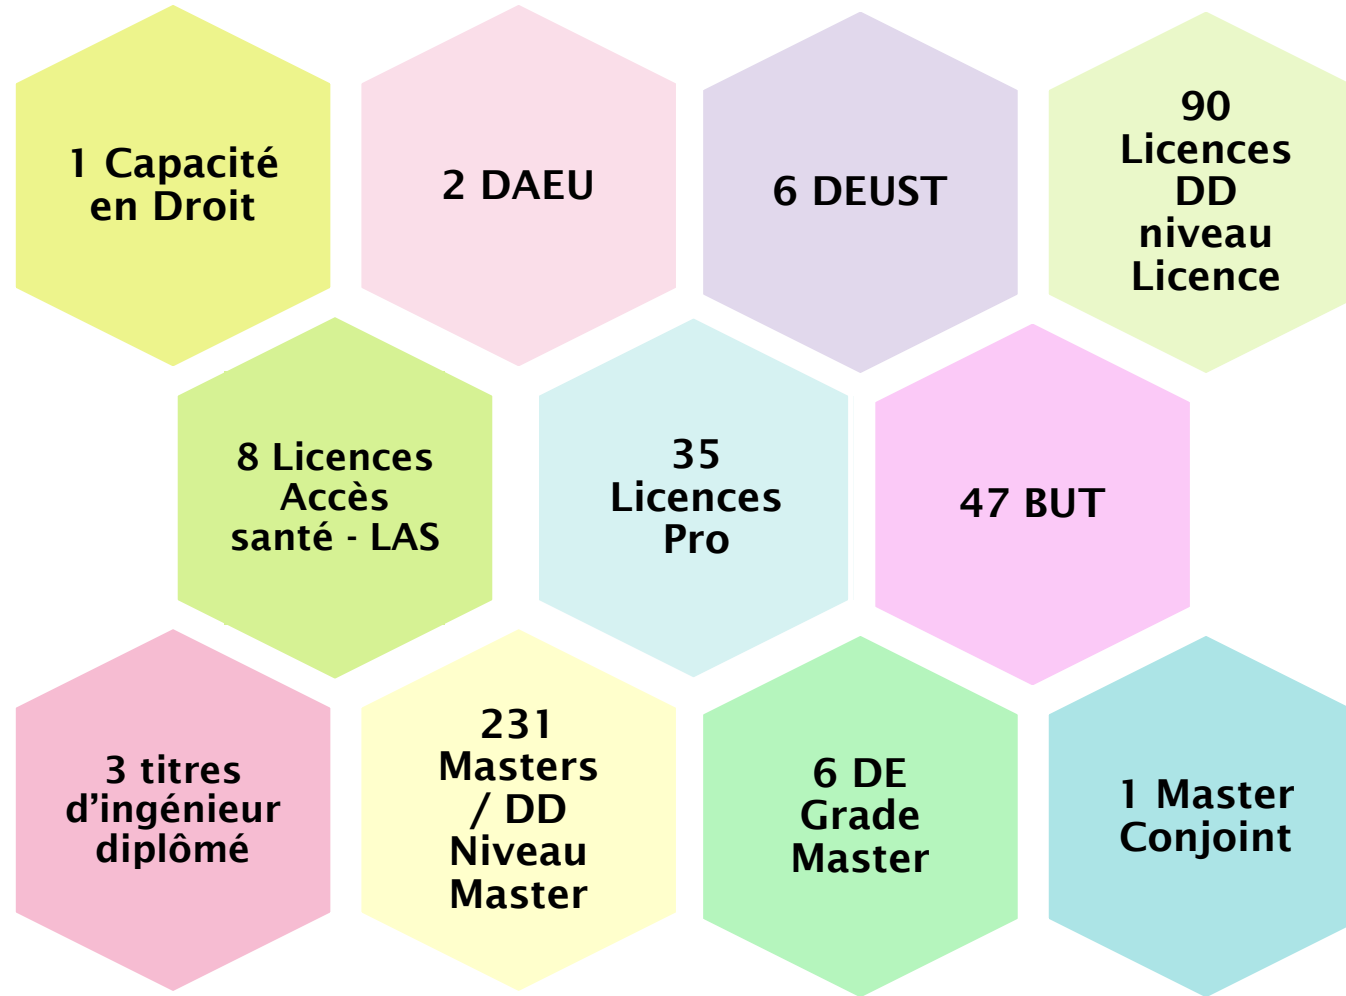 1 Capacité
en Droit
2 DAEU
6 DEUST
90
Licences
DD
niveau
Licence
8 Licences
Accès
santé - LAS
35
Licences
Pro
47 BUT
3 titres
d’ingénieur
diplômé
231
Masters
/ DD
Niveau
Master
6 DE
Grade
Master
1 Master
Conjoint